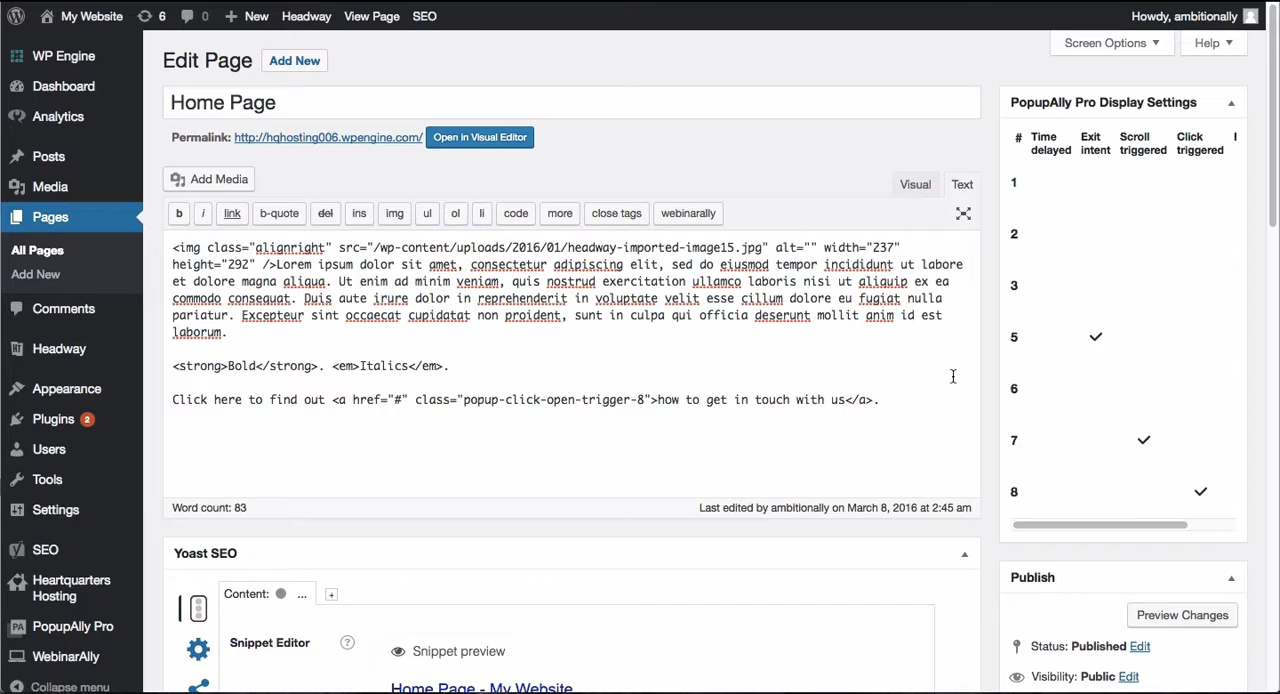 My Website 6 0 New Headway View Page SEO Howdy, ambitionally
WP Engine
Dashboard
Analytics
Posts
Media
Pages
All Pages
Add New
Comments
Headway
Appearance
Plugins 2
Users
Tools
Settings
SEO
Heartquarters
Hosting
PopupAlly Pro
WebinarAlly
Collapse menu
Screen Options Help
Edit Page Add New
Home Page
Permalink: http://hqhosting006.wpengine.com/ Open in Visual Editor
Add Media
Visual Text
b i link b-quote del ins img ul ol li code more close tags webinarally
<img class="alignright" src="/wp-content/uploads/2016/01/headway-imported-image15.jpg" alt="" width="237"
height="292" />Lorem ipsum dolor sit amet, consectetur adipiscing elit, sed do eiusmod tempor incididunt ut labore
et dolore magna aliqua. Ut enim ad minim veniam, quis nostrud exercitation ullamco laboris nisi ut aliquip ex ea
commodo consequat. Duis aute irure dolor in reprehenderit in voluptate velit esse cillum dolore eu fugiat nulla
pariatur. Excepteur sint occaecat cupidatat non proident, sunt in culpa qui officia deserunt mollit anim id est
laborum.
<strong>Bold</strong>. <em>Italics</em>.
Click here to find out <a href="#" class="popup-click-open-trigger-8">how to get in touch with us</a>.
Word count: 83 Last edited by ambitionally on March 8, 2016 at 2:45 am
Yoast SEO
Content: ... +
Snippet Editor ? Snippet preview
Home Page - My Website
PopupAlly Pro Display Settings
# Time Exit Scroll Click
delayed intent triggered triggered
1
2
3
5
6
7
8
Publish
Preview Changes
Status: Published Edit
Visibility: Public Edit